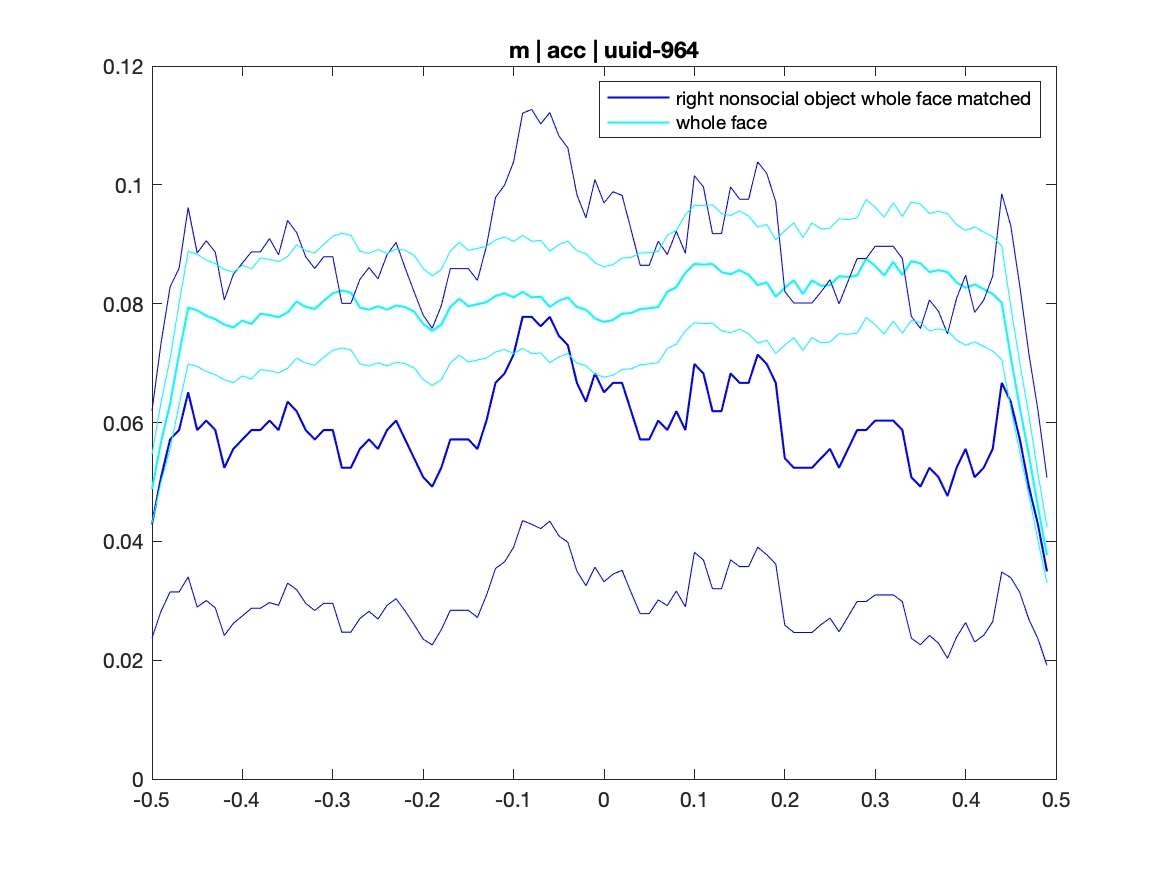 m | acc | uuid-964
0.12
0.1
0.08
0.06
0.04
0.02
0
right nonsocial object whole face matched
whole face
-0.5 -0.4 -0.3 -0.2 -0.1 0 0.1 0.2 0.3 0.4 0.5